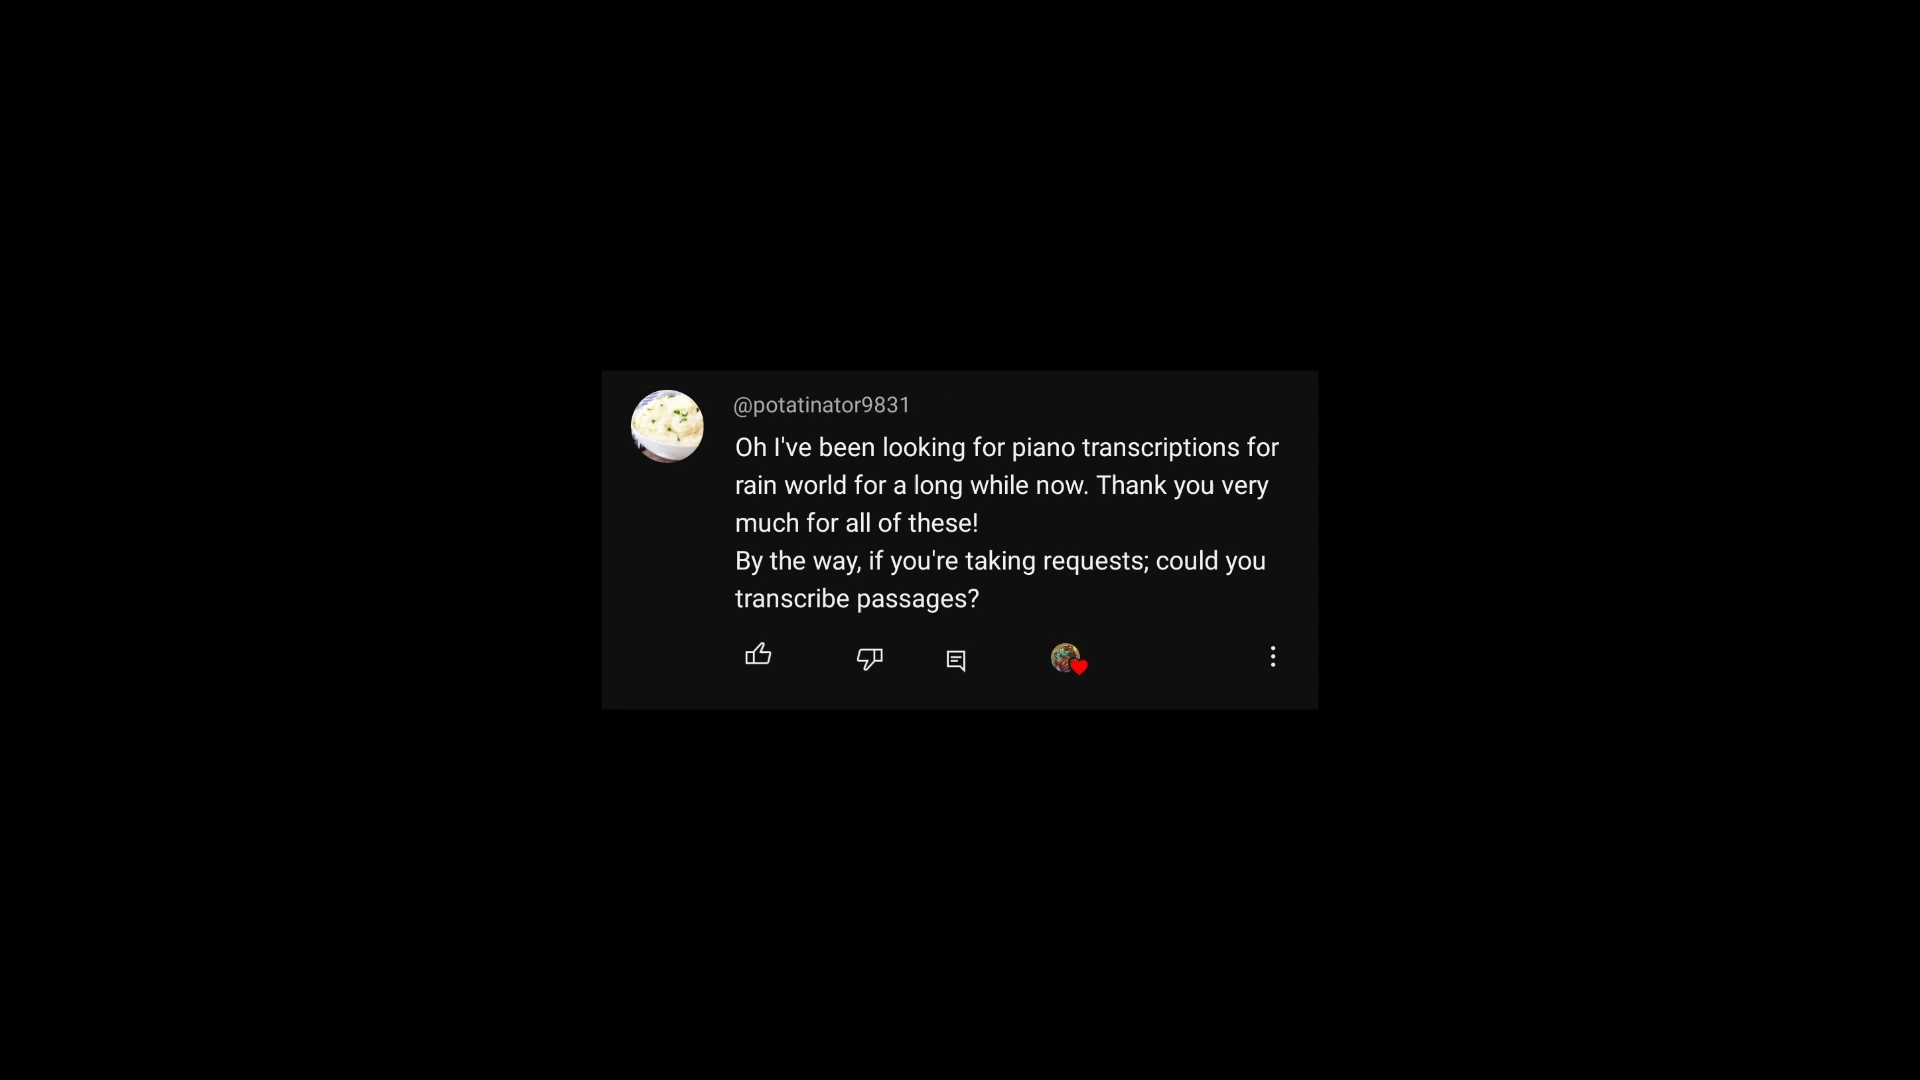 @potatinator9831
Oh I've been looking for piano transcriptions for
rain world for a long while now. Thank you very
much for all of these!
By the way, if you're taking requests; could you
transcribe passages?